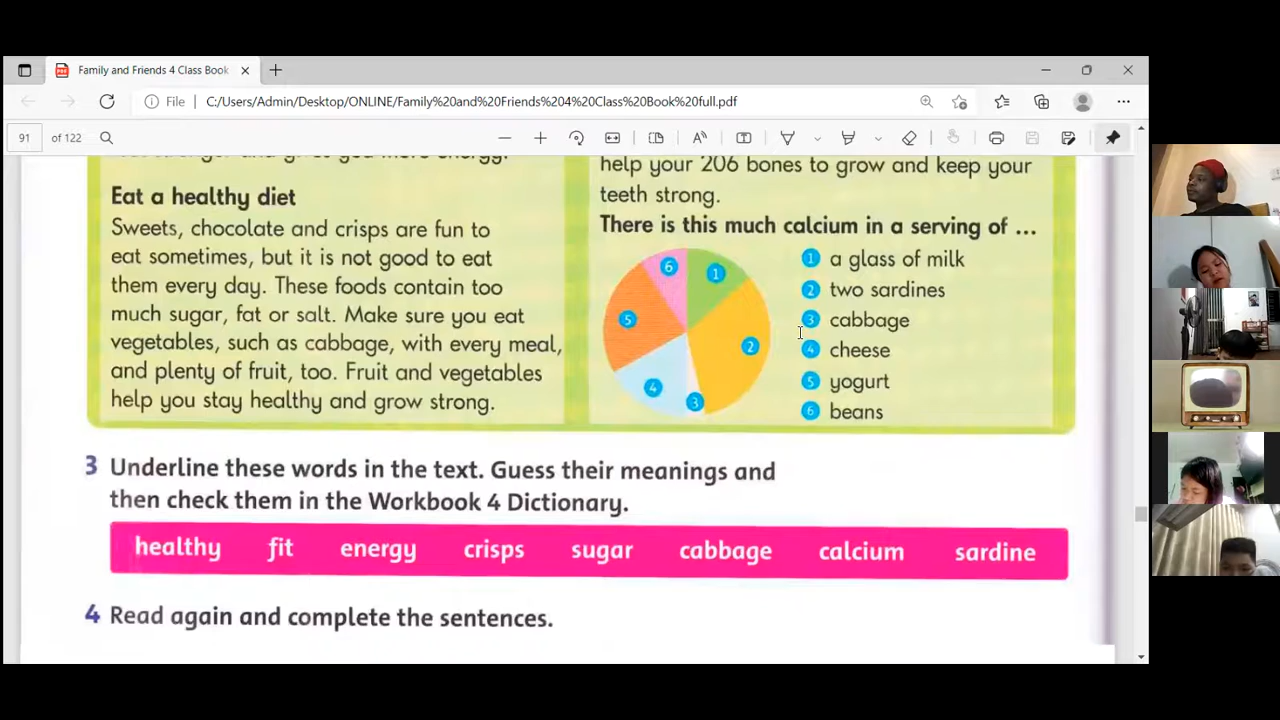 Family and Friends 4 Class Book
File C:/Users/Admin/Desktop/ONLINE/Family%20and%20Friends%204%20Class%20Book%20full.pdf
91 of 122
Eat a healthy diet
Sweets, chocolate and crisps are fun to
eat sometimes, but it is not good to eat
them every day. These foods contain too
much sugar, fat or salt. Make sure you eat
vegetables, such as cabbage, with every meal,
and plenty of fruit, too. Fruit and vegetables
help you stay healthy and grow strong.
help your 206 bones to grow and keep your
teeth strong.
There is this much calcium in a serving of ...
6
1
5
2
4
3
1 a glass of milk
2 two sardines
3 cabbage
4 cheese
5 yogurt
6 beans
3 Underline these words in the text. Guess their meanings and
then check them in the Workbook 4 Dictionary.
healthy fit energy crisps sugar cabbage calcium sardine
4 Read again and complete the sentences.